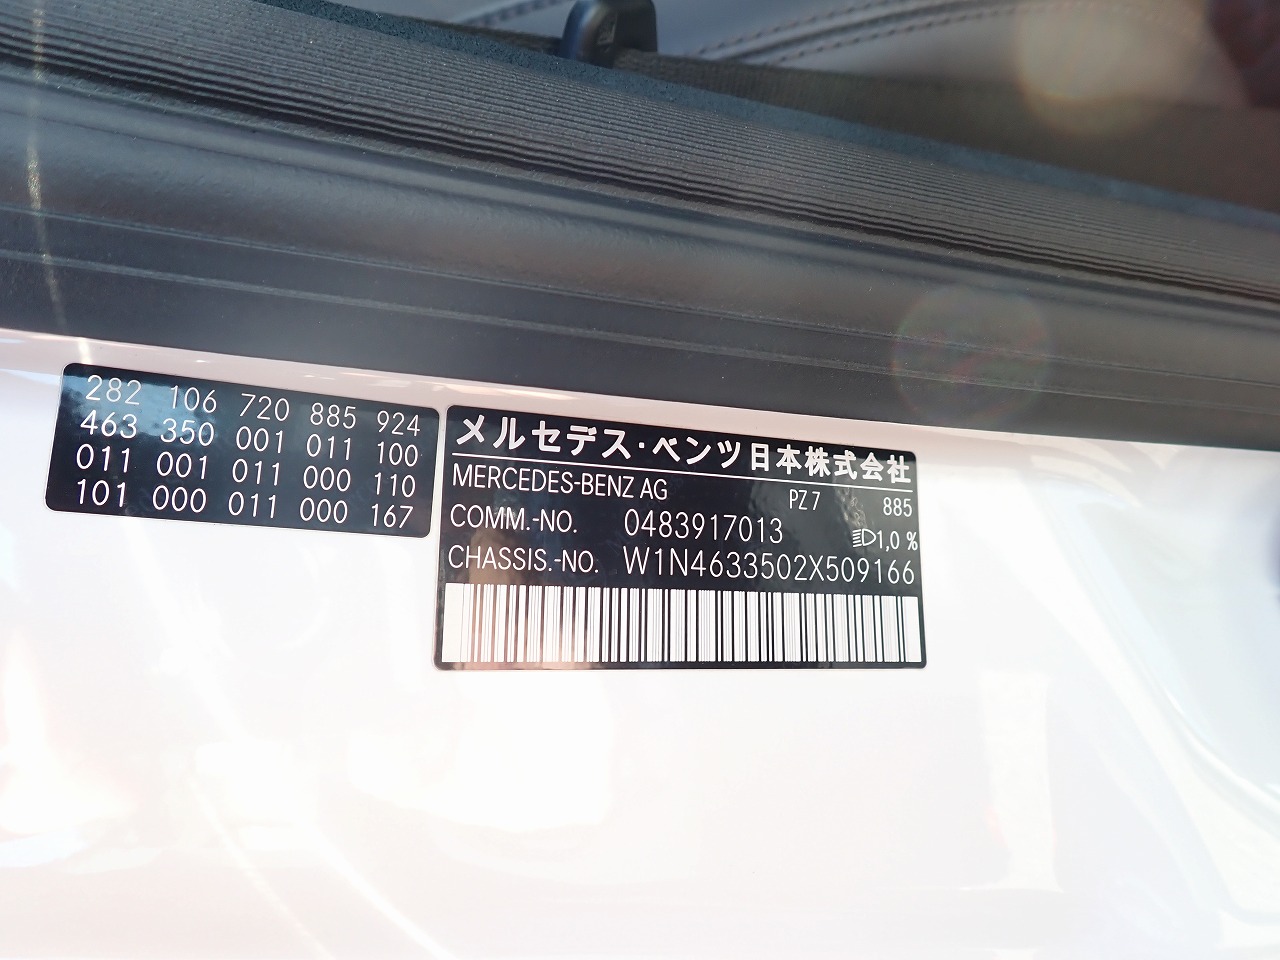 282 106 720 885 924
463 350 001 011 100
011 001 011 000 110
101 000 011 000 167
メルセデス・ベンツ日本株式会社
MERCEDES-BENZ AG PZ 7 885
COMM.-NO. 0483917013 1,0 %
CHASSIS.-NO. W1N4633502X509166